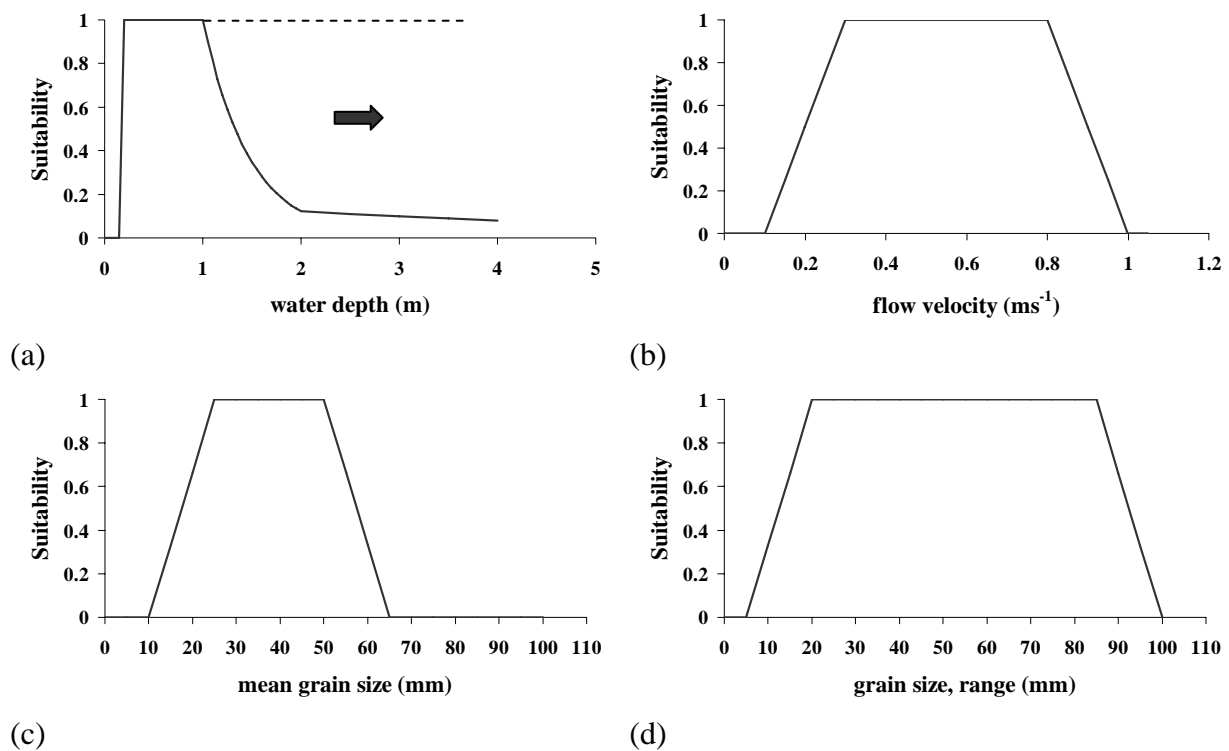 1
0.8
0.6
0.4
0.2
0
Suitability
0 1 2 3 4 5
water depth (m)
(a)
1
0.8
0.6
0.4
0.2
0
Suitability
0 0.2 0.4 0.6 0.8 1 1.2
flow velocity (ms⁻¹)
(b)
1
0.8
0.6
0.4
0.2
0
Suitability
0 10 20 30 40 50 60 70 80 90 100 110
mean grain size (mm)
(c)
1
0.8
0.6
0.4
0.2
0
Suitability
0 10 20 30 40 50 60 70 80 90 100 110
grain size, range (mm)
(d)